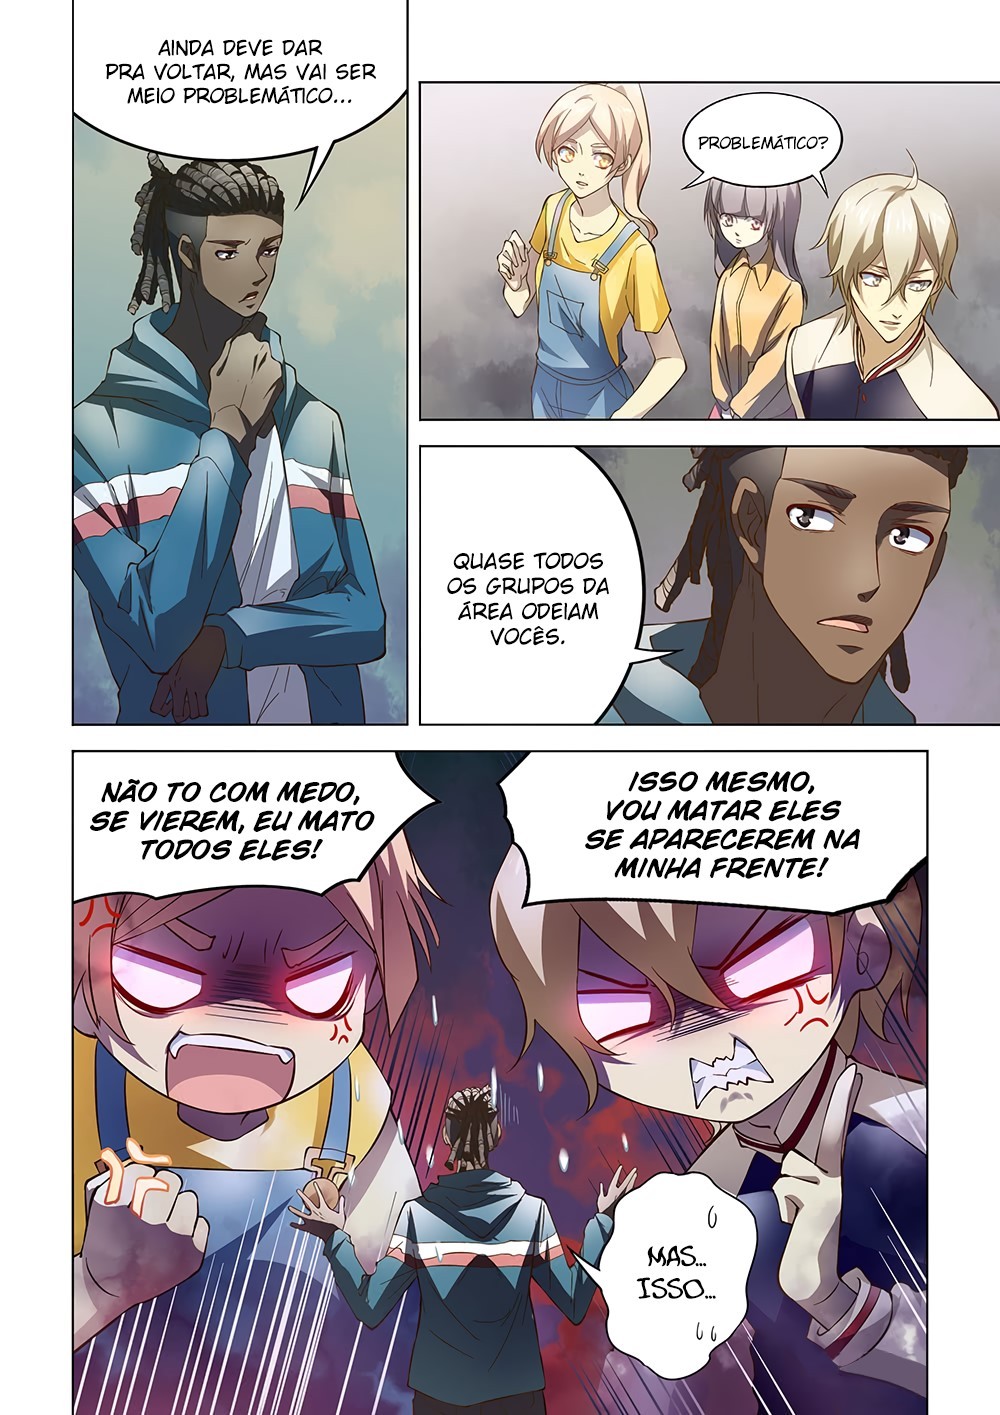 AINDA DEVE DAR
PRA VOLTAR, MAS VAI SER
MEIO PROBLEMÁTICO...
PROBLEMÁTICO?
QUASE TODOS
OS GRUPOS DA
ÁREA ODEIAM
VOCÊS.
NÃO TO COM MEDO,
SE VIEREM, EU MATO
TODOS ELES!
ISSO MESMO,
VOU MATAR ELES
SE APARECEREM NA
MINHA FRENTE!
MAS...
ISSO...